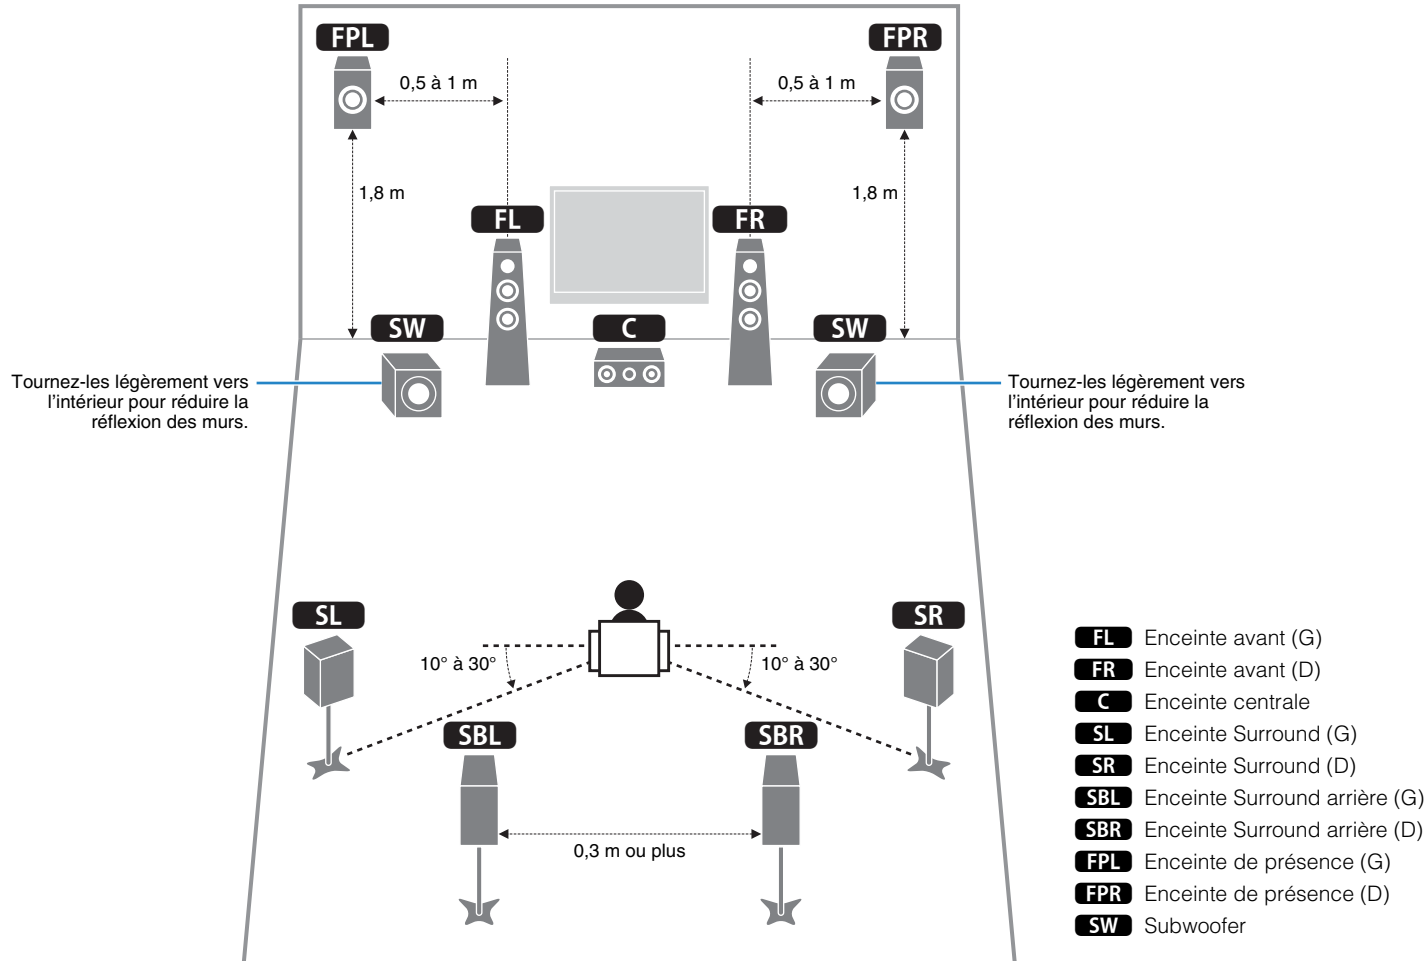 FPL
FPR
0,5 à 1 m
0,5 à 1 m
1,8 m
1,8 m
FL
FR
SW
C
SW
Tournez-les légèrement vers
l'intérieur pour réduire la
réflexion des murs.
Tournez-les légèrement vers
l'intérieur pour réduire la
réflexion des murs.
SL
SR
10° à 30°
10° à 30°
SBL
SBR
0,3 m ou plus
FL Enceinte avant (G)
FR Enceinte avant (D)
C Enceinte centrale
SL Enceinte Surround (G)
SR Enceinte Surround (D)
SBL Enceinte Surround arrière (G)
SBR Enceinte Surround arrière (D)
FPL Enceinte de présence (G)
FPR Enceinte de présence (D)
SW Subwoofer